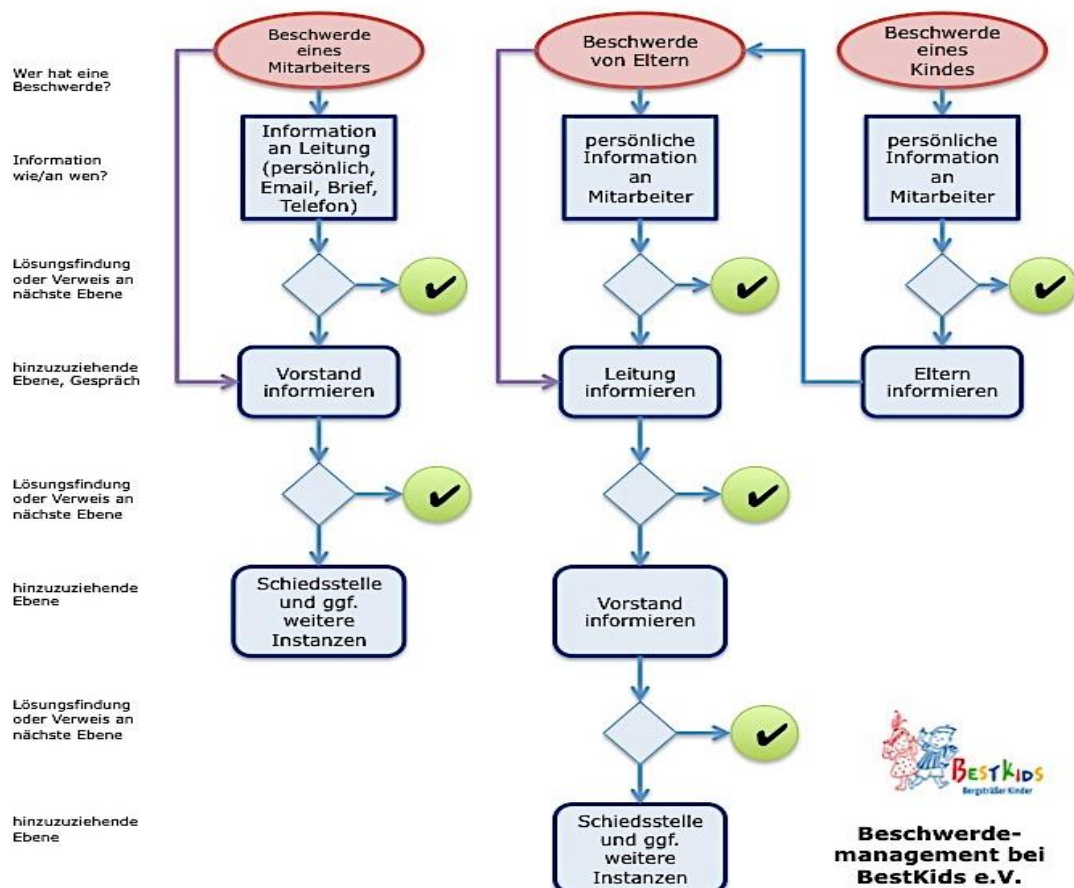 Beschwerde
eines
Mitarbeiters
Beschwerde
von Eltern
Beschwerde
eines
Kindes
Wer hat eine
Beschwerde?
Information
wie/an wen?
Information
an Leitung
(persönlich,
Email, Brief,
Telefon)
persönliche
Information
an
Mitarbeiter
persönliche
Information
an
Mitarbeiter
Lösungsfindung
oder Verweis an
nächste Ebene
hinzuzuziehende
Ebene, Gespräch
Vorstand
informieren
Leitung
informieren
Eltern
informieren
Lösungsfindung
oder Verweis an
nächste Ebene
hinzuzuziehende
Ebene
Schiedsstelle
und ggf.
weitere
Instanzen
Vorstand
informieren
Lösungsfindung
oder Verweis an
nächste Ebene
hinzuzuziehende
Ebene
Schiedsstelle
und ggf.
weitere
Instanzen
BESTKIDS
Bergsträßer Kinder
Beschwerde-
management bei
BestKids e.V.